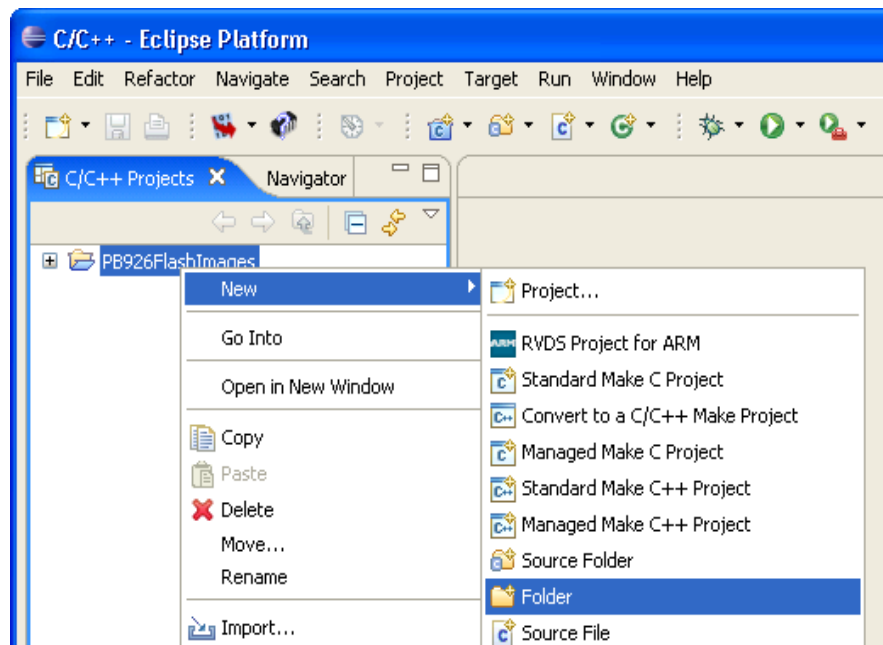 C/C++ - Eclipse Platform
File Edit Refactor Navigate Search Project Target Run Window Help
C/C++ Projects Navigator
PB926FlashImages
New
Go Into
Open in New Window
Copy
Paste
Delete
Move...
Rename
Import...
Project...
ARM RVDS Project for ARM
Standard Make C Project
Convert to a C/C++ Make Project
Managed Make C Project
Standard Make C++ Project
Managed Make C++ Project
Source Folder
Folder
Source File